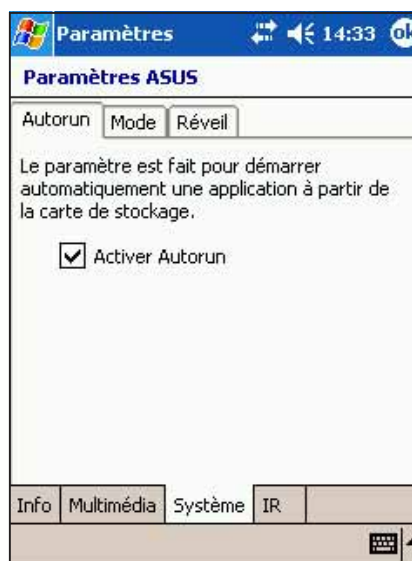 Paramètres 14:33 ok
Paramètres ASUS
Autorun Mode Réveil
Le paramètre est fait pour démarrer
automatiquement une application à partir de
la carte de stockage.
Activer Autorun
Info Multimédia Système IR